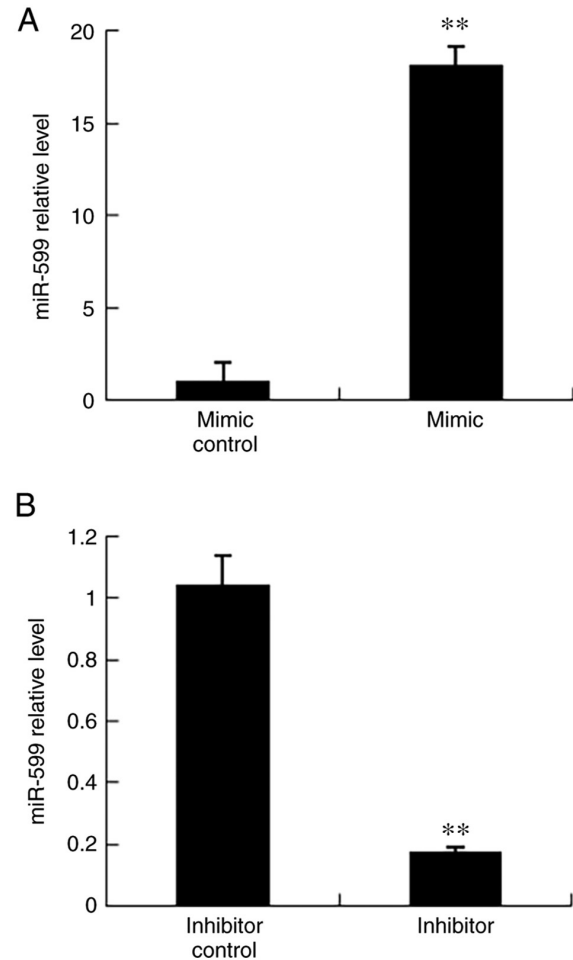 A
**
20
15
10
5
0
miR-599 relative level
Mimic
control
Mimic
B
1.2
1
0.8
0.6
0.4
0.2
0
miR-599 relative level
**
Inhibitor
control
Inhibitor